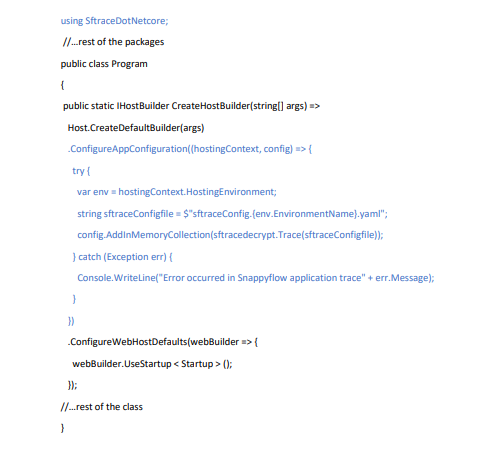 using SftraceDotNetcore;
//...rest of the packages
public class Program
{
public static IHostBuilder CreateHostBuilder(string[] args) =>
Host.CreateDefaultBuilder(args)
.ConfigureAppConfiguration((hostingContext, config) => {
try {
var env = hostingContext.HostingEnvironment;
string sftraceConfigfile = $"sftraceConfig.{env.EnvironmentName}.yaml";
config.AddInMemoryCollection(sftracedecrypt.Trace(sftraceConfigfile));
} catch (Exception err) {
Console.WriteLine("Error occurred in Snappyflow application trace" + err.Message);
}
})
.ConfigureWebHostDefaults(webBuilder => {
webBuilder.UseStartup < Startup > ();
});
//...rest of the class
}